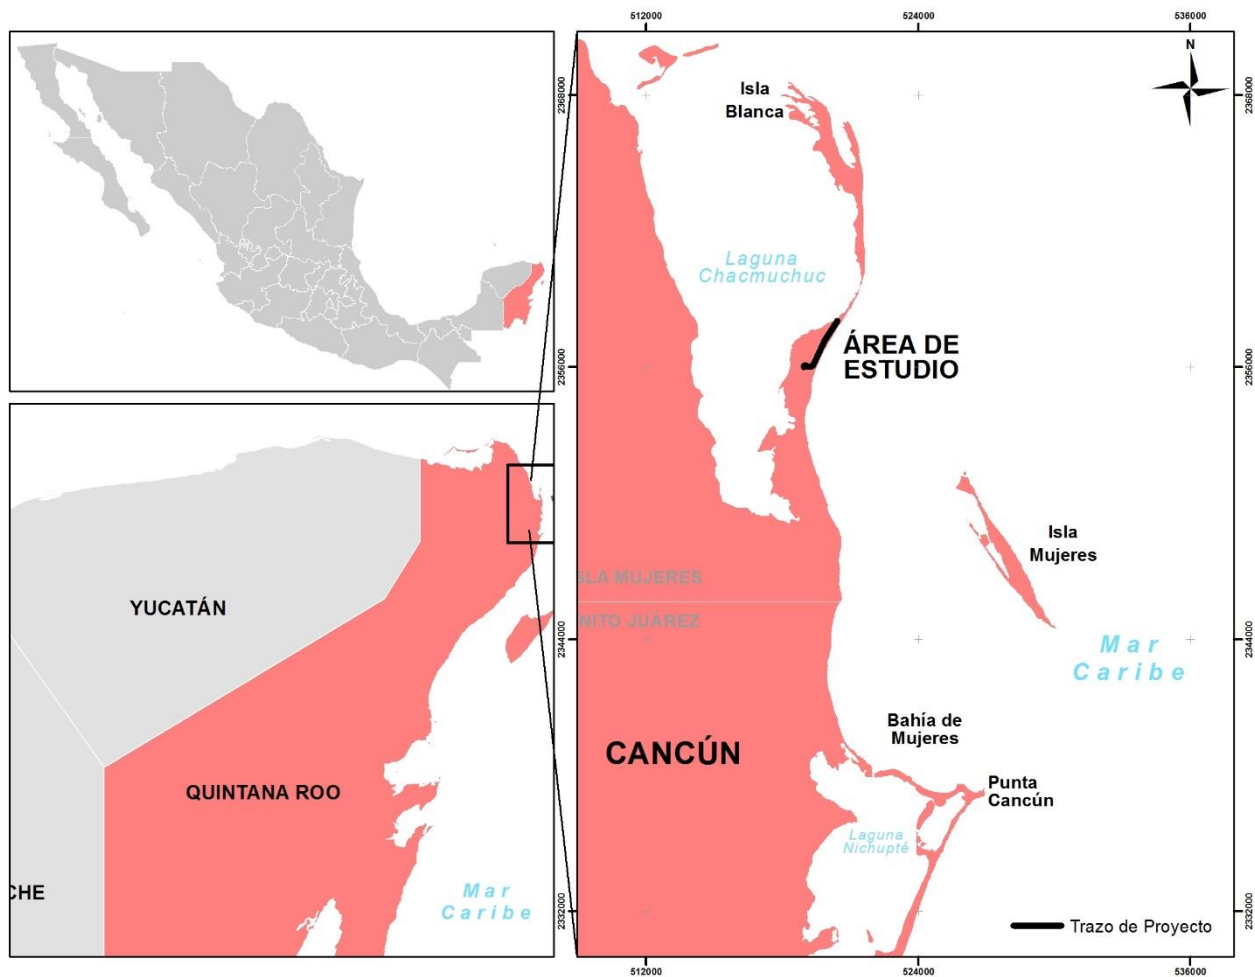 512000
524000
536000
N
2368000
2368000
Isla
Blanca
Laguna
Chacmuchuc
ÁREA DE
ESTUDIO
2356000
2356000
Isla
Mujeres
SLA MUJERES
NITO JUÁREZ
2344000
2344000
Mar
Caribe
Bahía de
Mujeres
CANCÚN
Punta
Cancún
Laguna
Nichupté
2332000
2332000
Trazo de Proyecto
512000
524000
536000
YUCATÁN
QUINTANA ROO
CHE
Mar
Caribe